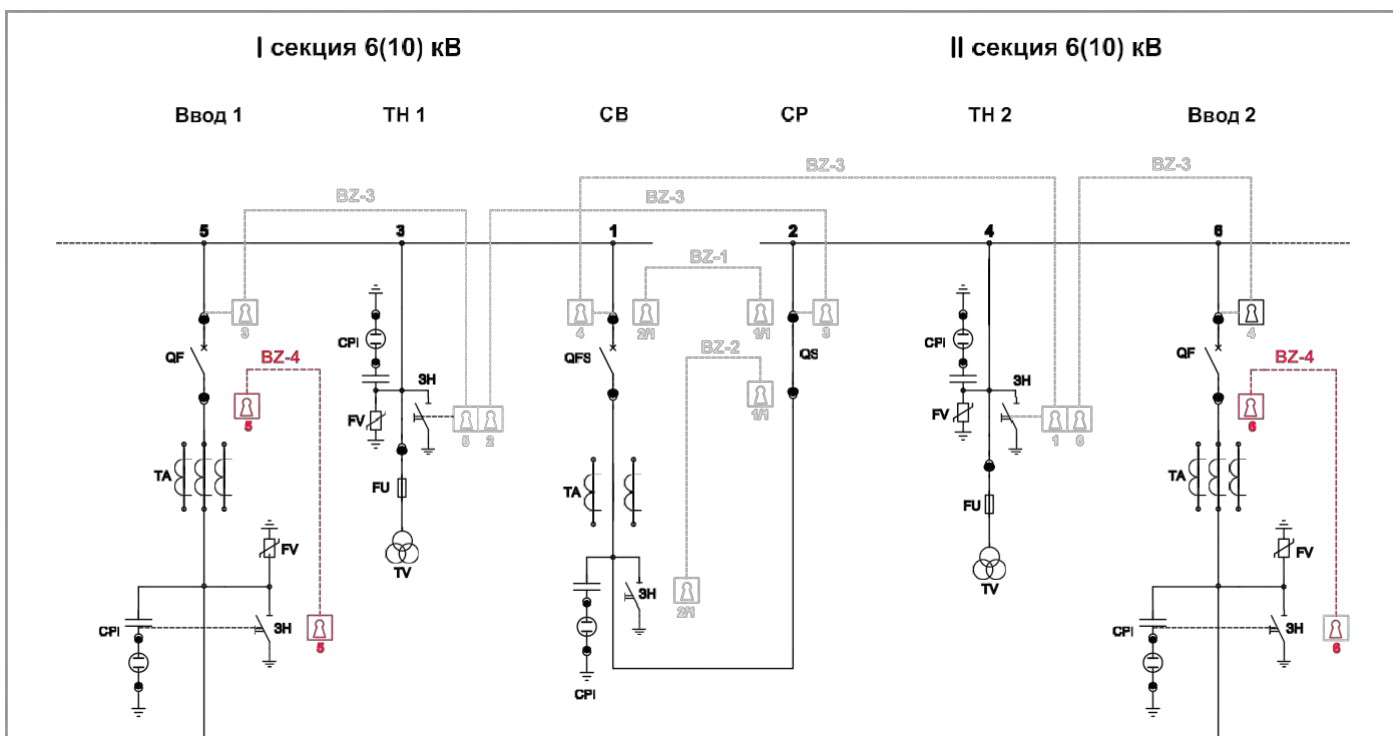 I секция 6(10) кВ II секция 6(10) кВ
Ввод 1 ТН 1 СВ СР ТН 2 Ввод 2
BZ-3 BZ-3
BZ-3 BZ-3
5 3 1 2 4 6
BZ-1
3 4 2/1 1/1 3 4
QF CPI QFS BZ-2 QS CPI QF
BZ-4 ЗН ЗН BZ-4
5 FV 5 2 1/1 FV 1 6 6
TA FU TA FU TA
FV TV TV FV
CPI ЗН 5 ЗН 2/1 CPI ЗН 6
CPI